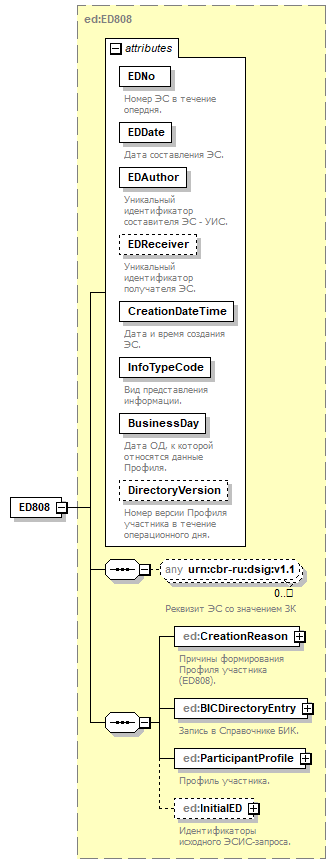 ed:ED808
attributes
EDNo
Номер ЭС в течение
опердня.
EDDate
Дата составления ЭС.
EDAuthor
Уникальный
идентификатор
составителя ЭС - УИС.
EDReceiver
Уникальный
идентификатор
получателя ЭС.
CreationDateTime
Дата и время создания
ЭС.
InfoTypeCode
Вид представления
информации.
BusinessDay
Дата ОД, к которой
относятся данные
Профиля.
DirectoryVersion
Номер версии Профиля
участника в течение
операционного дня.
ED808
any urn:cbr-ru:dsig:v1.1
0..
Реквизит ЭС со значением ЗК
ed:CreationReason
Причины формирования
Профиля участника
(ED808).
ed:BICDirectoryEntry
Запись в Справочнике БИК.
ed:ParticipantProfile
Профиль участника.
ed:InitialED
Идентификаторы
исходного ЭСИС-запроса.